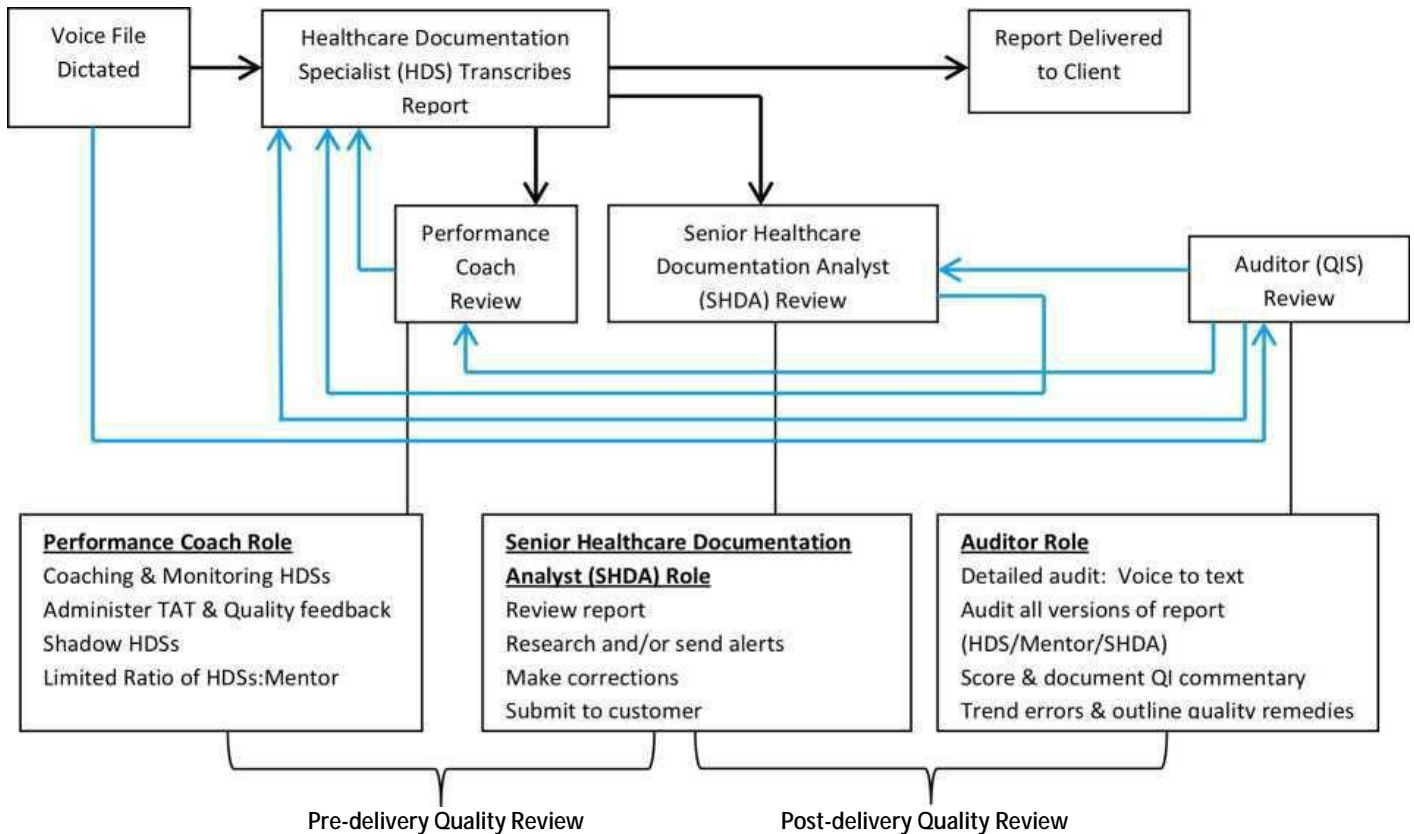 Voice File
Dictated
Healthcare Documentation
Specialist (HDS) Transcribes
Report
Report Delivered
to Client
Performance
Coach
Review
Senior Healthcare
Documentation Analyst
(SHDA) Review
Auditor (QIS)
Review
Performance Coach Role
Coaching & Monitoring HDSs
Administer TAT & Quality feedback
Shadow HDSs
Limited Ratio of HDSs:Mentor
Senior Healthcare Documentation
Analyst (SHDA) Role
Review report
Research and/or send alerts
Make corrections
Submit to customer
Auditor Role
Detailed audit:  Voice to text
Audit all versions of report
(HDS/Mentor/SHDA)
Score & document QI commentary
Trend errors & outline quality remedies
Pre-delivery Quality Review
Post-delivery Quality Review